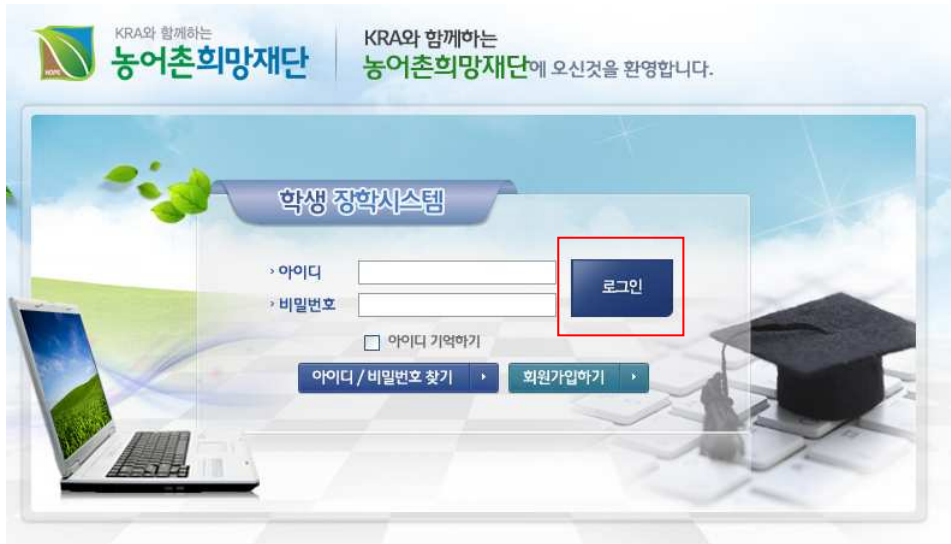 KRA와 함께하는
농어촌희망재단
HOPE
KRA와 함께하는
농어촌희망재단에 오신것을 환영합니다.
학생 장학시스템
› 아이디
로그인
› 비밀번호
아이디 기억하기
아이디 / 비밀번호 찾기
회원가입하기